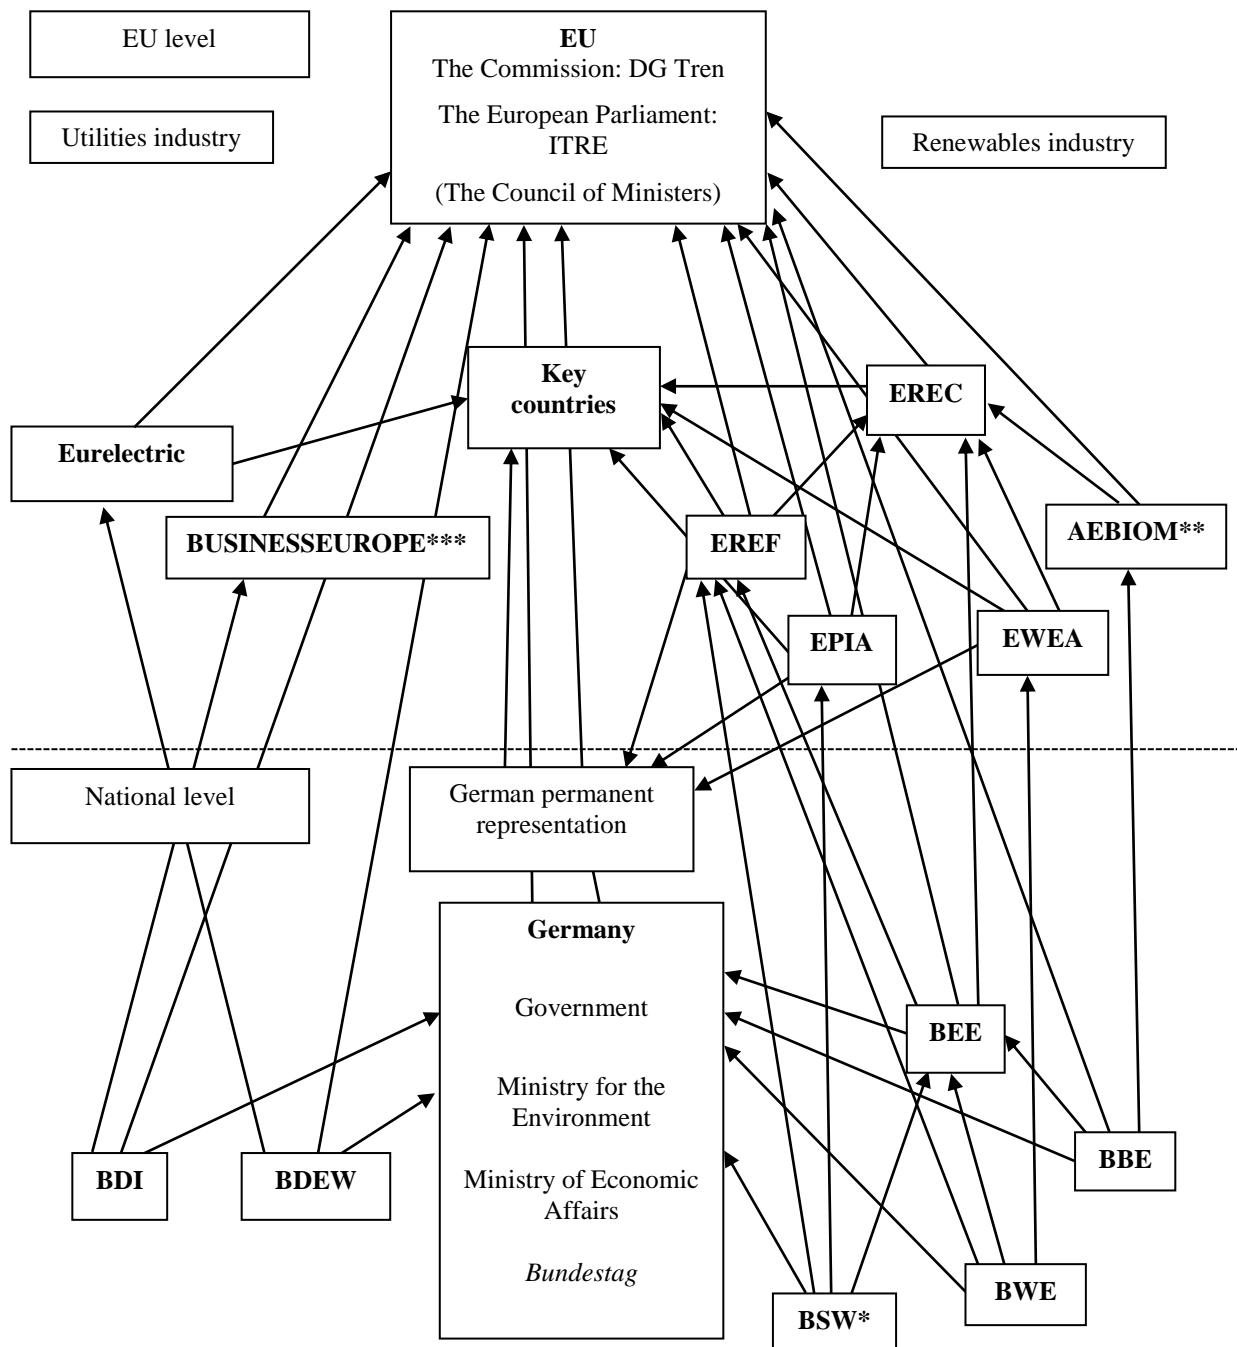 EU level
EU
The Commission: DG Tren
The European Parliament:
ITRE
(The Council of Ministers)
Utilities industry
Renewables industry
Key
countries
EREC
Eurelectric
BUSINESSEUROPE***
EREF
AEBIOM**
EPIA
EWEA
National level
German permanent
representation
Germany
Government
Ministry for the
Environment
Ministry of Economic
Affairs
Bundestag
BEE
BDI
BDEW
BBE
BWE
BSW*